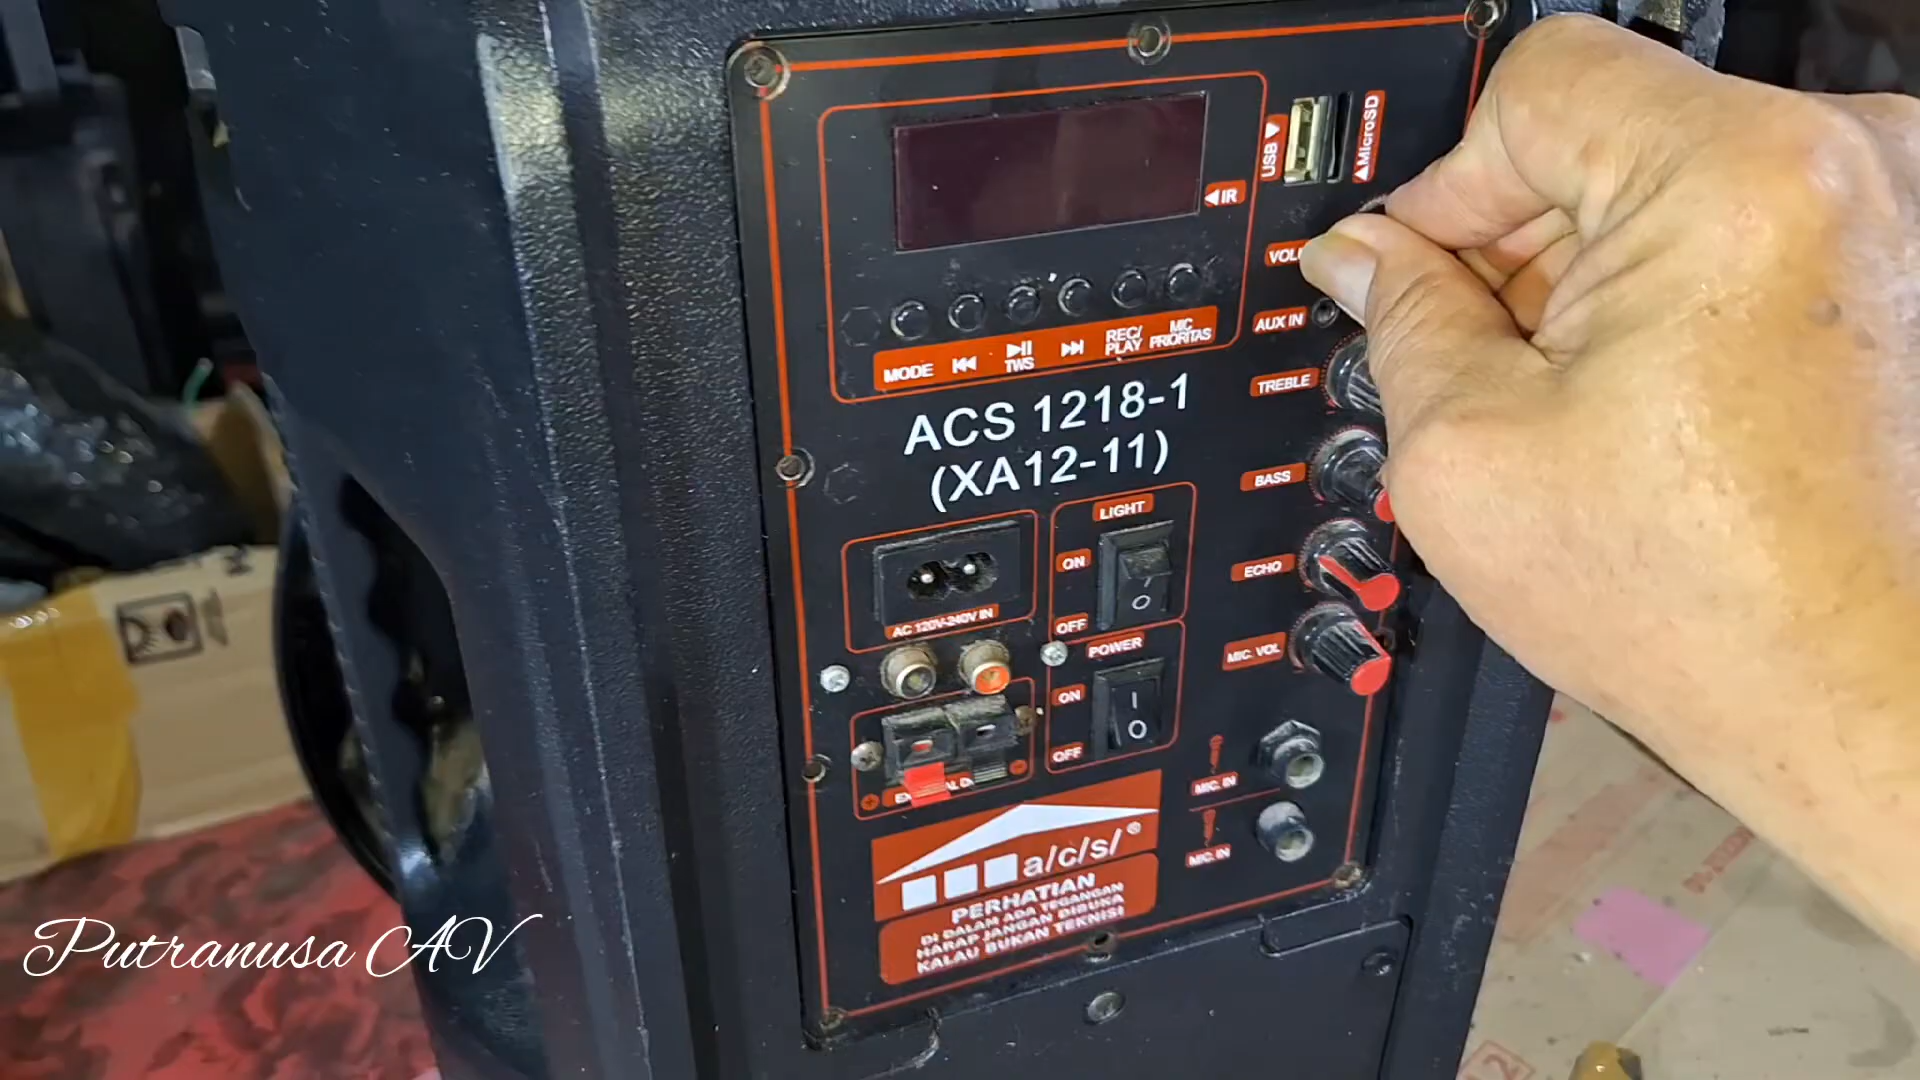 USB
MicroSD
IR
AUX IN
MODE
TWS
REC/
PLAY
MIC
PRIORITAS
TREBLE
ACS 1218-1
(XA12-11)
BASS
LIGHT
ON
OFF
ECHO
AC 120V-240V IN
POWER
ON
OFF
MIC. VOL
MIC. IN
MIC. IN
a/c/s/®
PERHATIAN
DI DALAM ADA TEGANGAN
HARAP JANGAN DIBUKA
KALAU BUKAN TEKNISI
Putranusa AV